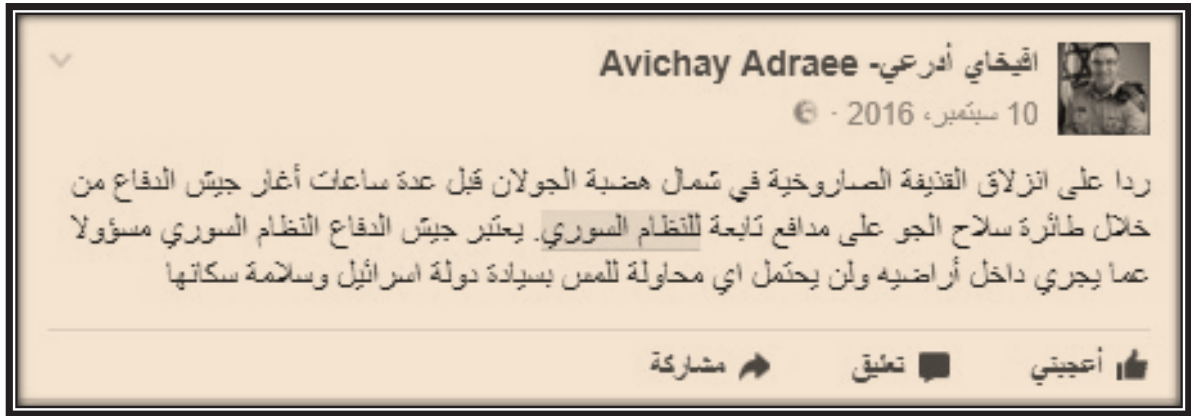 افيخاي أدرعي- Avichay Adraee
10 سبتمبر، 2016 ·
ردا على انزلاق القذيفة الصاروخية في شمال هضبة الجولان قبل عدة ساعات أغار جيش الدفاع من
خلال طائرة سلاح الجو على مدافع تابعة للنظام السوري. يعتبر جيش الدفاع النظام السوري مسؤولا
عما يجري داخل أراضيه ولن يحتمل اي محاولة للمس بسيادة دولة اسرائيل وسلامة سكانها
أعجبني تعليق مشاركة